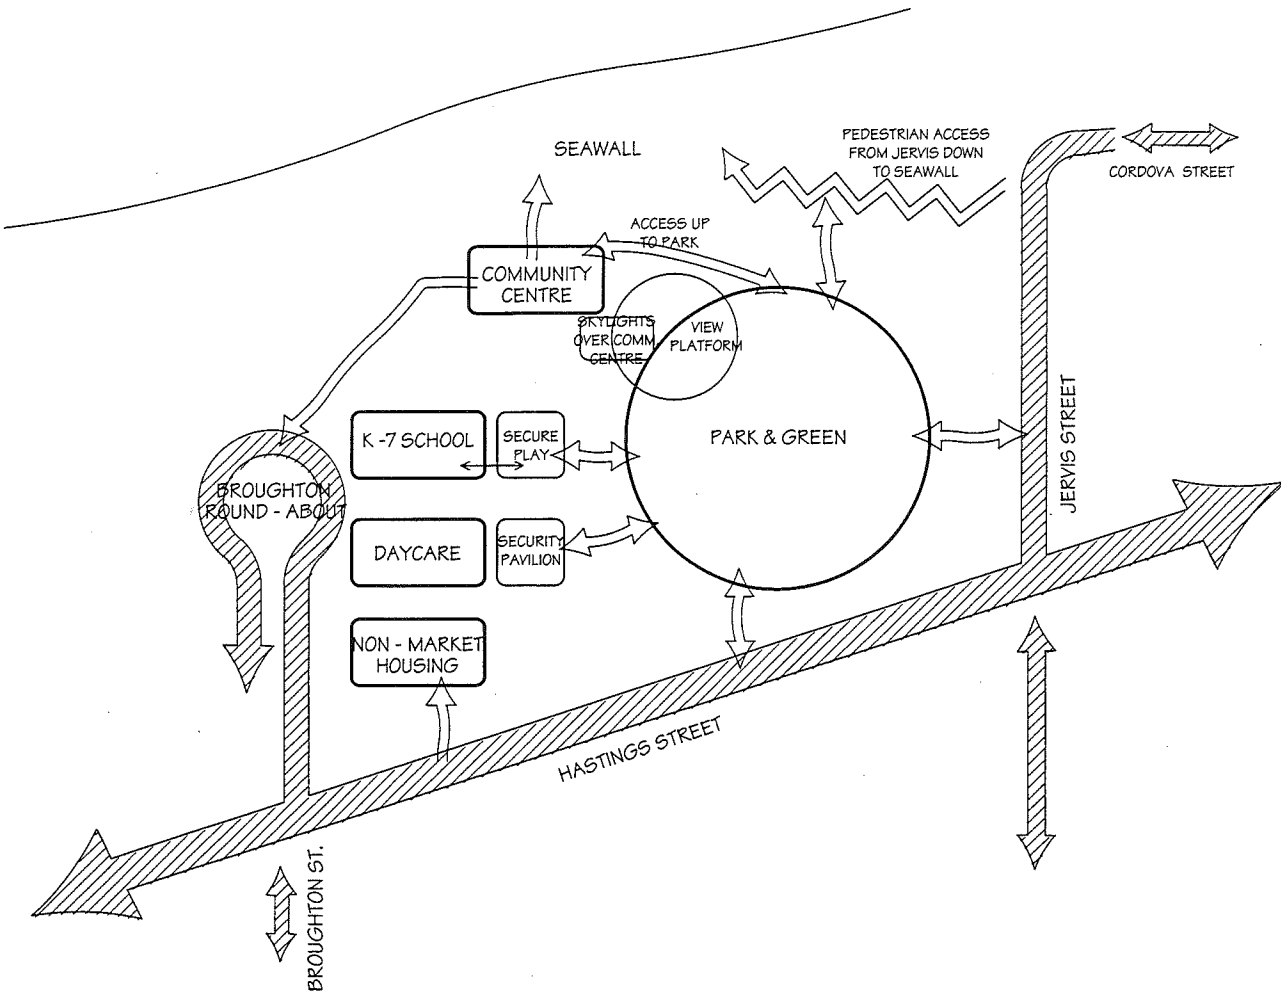 SEAWALL
PEDESTRIAN ACCESS
FROM JERVIS DOWN
TO SEAWALL
CORDOVA STREET
ACCESS UP
TO PARK
COMMUNITY
CENTRE
SKYLIGHTS
OVER COMM
CENTRE
VIEW
PLATFORM
K -7 SCHOOL
SECURE
PLAY
PARK & GREEN
JERVIS STREET
BROUGHTON
ROUND - ABOUT
DAYCARE
SECURITY
PAVILION
NON - MARKET
HOUSING
HASTINGS STREET
BROUGHTON ST.